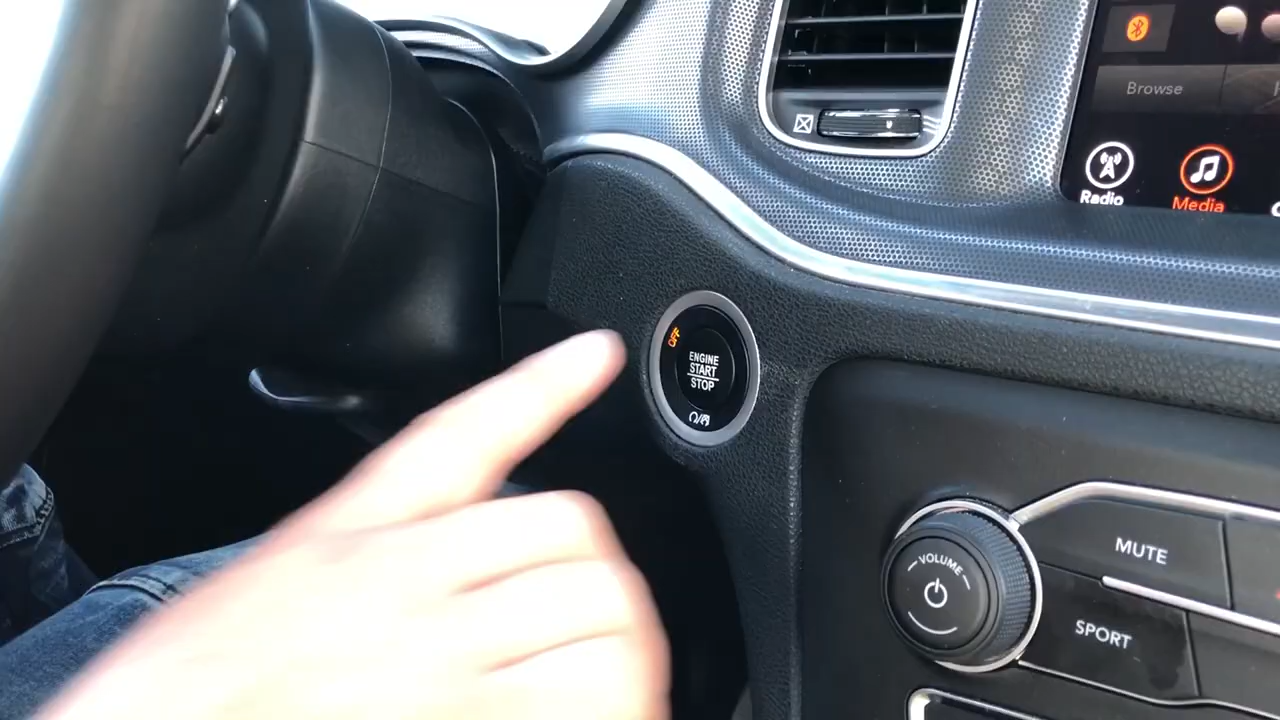 Browse
Radio
Media
OFF
ENGINE
START
STOP
VOLUME
MUTE
SPORT